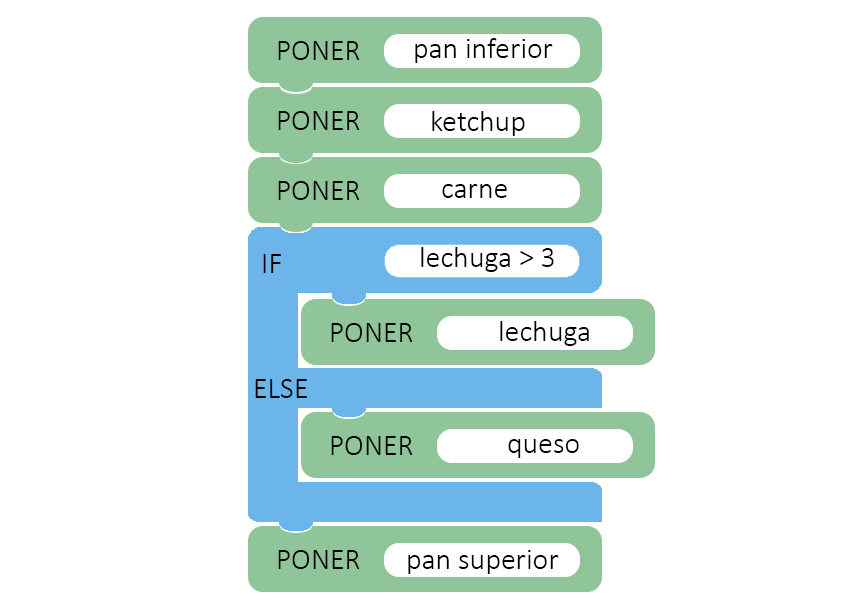 PONER pan inferior
PONER ketchup
PONER carne
IF lechuga > 3
PONER lechuga
ELSE
PONER queso
PONER pan superior